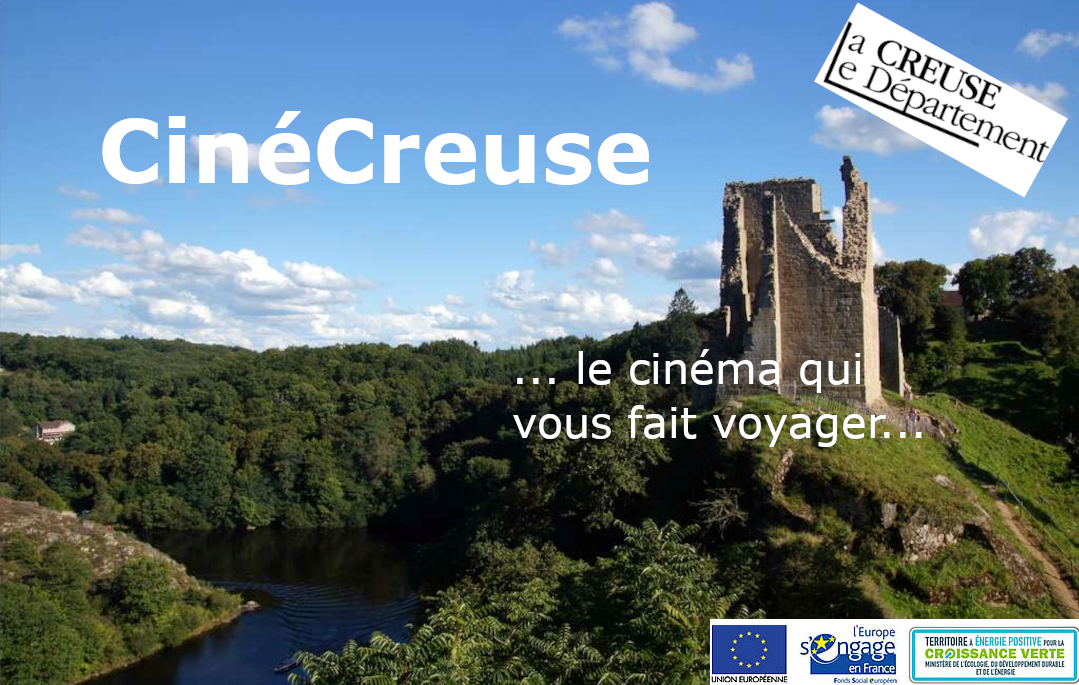 CinéCreuse
La CREUSE
Le Département
... le cinéma qui
vous fait voyager...
UNION EUROPÉENNE
l'Europe
s'engage
en France
Fonds Social européen
TERRITOIRE À ÉNERGIE POSITIVE POUR LA
CROISSANCE VERTE
MINISTÈRE DE L'ÉCOLOGIE, DU DÉVELOPPEMENT DURABLE
ET DE L'ÉNERGIE